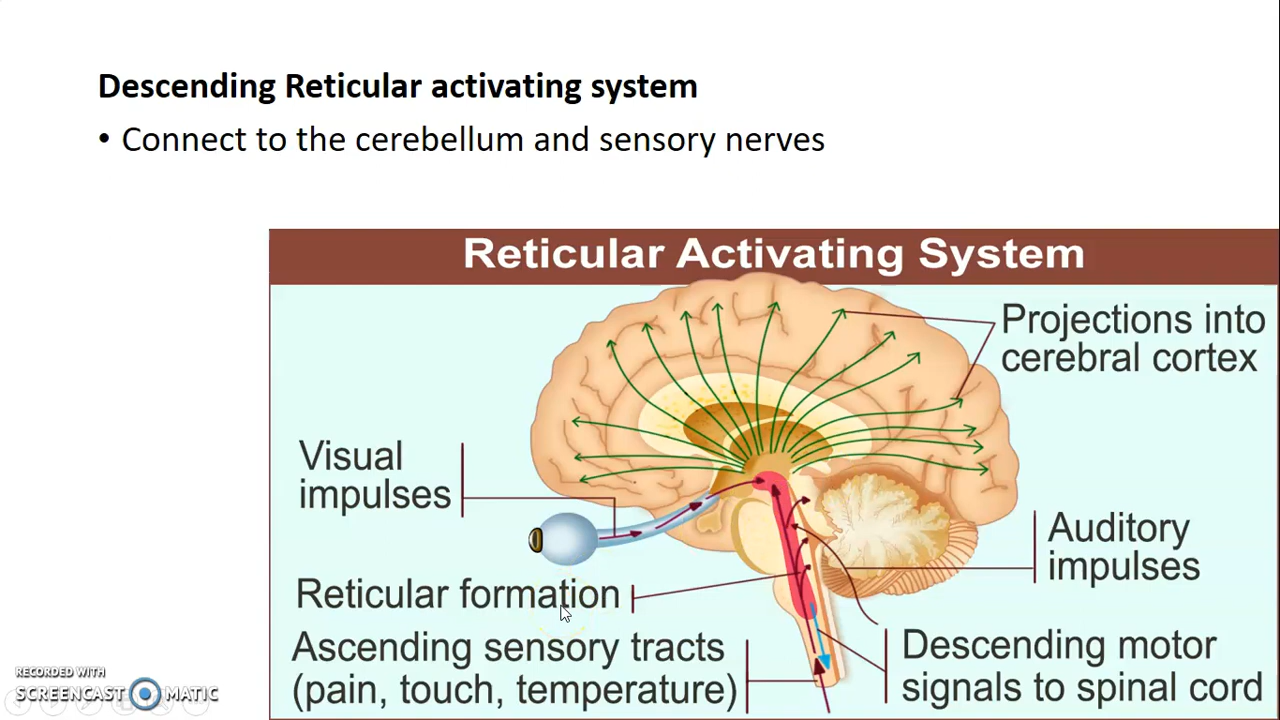 Descending Reticular activating system
• Connect to the cerebellum and sensory nerves
Reticular Activating System
Projections into
cerebral cortex
Visual
impulses
Auditory
impulses
Reticular formation
Ascending sensory tracts
(pain, touch, temperature)
Descending motor
signals to spinal cord
RECORDED WITH
SCREENCAST MATIC